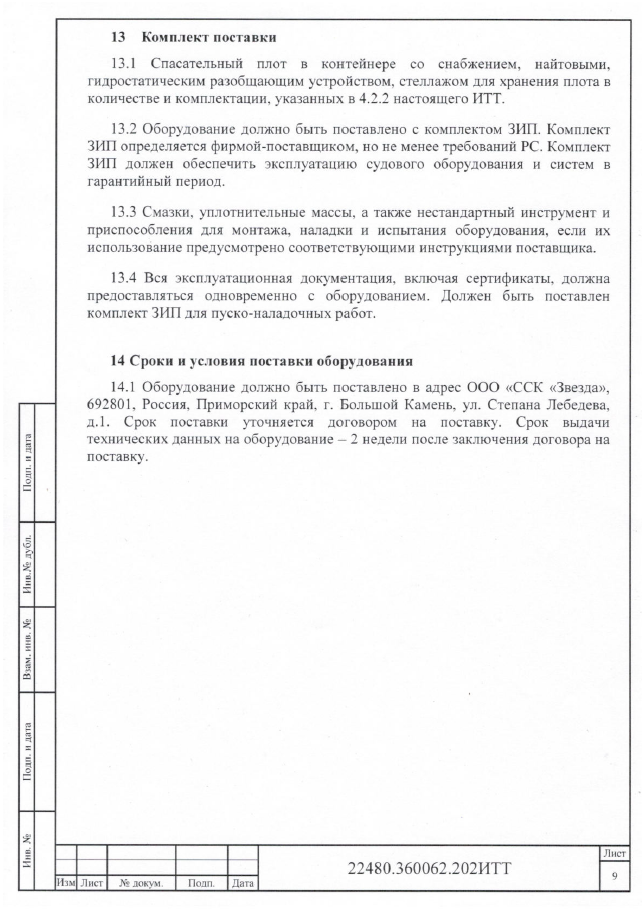 13 Комплект поставки
13.1 Спасательный плот в контейнере со снабжением, найтовыми,
гидростатическим разобщающим устройством, стеллажом для хранения плота в
количестве и комплектации, указанных в 4.2.2 настоящего ИТТ.
13.2 Оборудование должно быть поставлено с комплектом ЗИП. Комплект
ЗИП определяется фирмой-поставщиком, но не менее требований РС. Комплект
ЗИП должен обеспечить эксплуатацию судового оборудования и систем в
гарантийный период.
13.3 Смазки, уплотнительные массы, а также нестандартный инструмент и
приспособления для монтажа, наладки и испытания оборудования, если их
использование предусмотрено соответствующими инструкциями поставщика.
13.4 Вся эксплуатационная документация, включая сертификаты, должна
предоставляться одновременно с оборудованием. Должен быть поставлен
комплект ЗИП для пуско-наладочных работ.
14 Сроки и условия поставки оборудования
14.1 Оборудование должно быть поставлено в адрес ООО «ССК «Звезда»,
692801, Россия, Приморский край, г. Большой Камень, ул. Степана Лебедева,
д.1. Срок поставки уточняется договором на поставку. Срок выдачи
технических данных на оборудование – 2 недели после заключения договора на
поставку.
Подп. и дата
Инв.№ дубл.
Взам. инв. №
Подп. и дата
Инв. №
Изм Лист № докум. Подп. Дата
22480.360062.202ИТТ
Лист
9